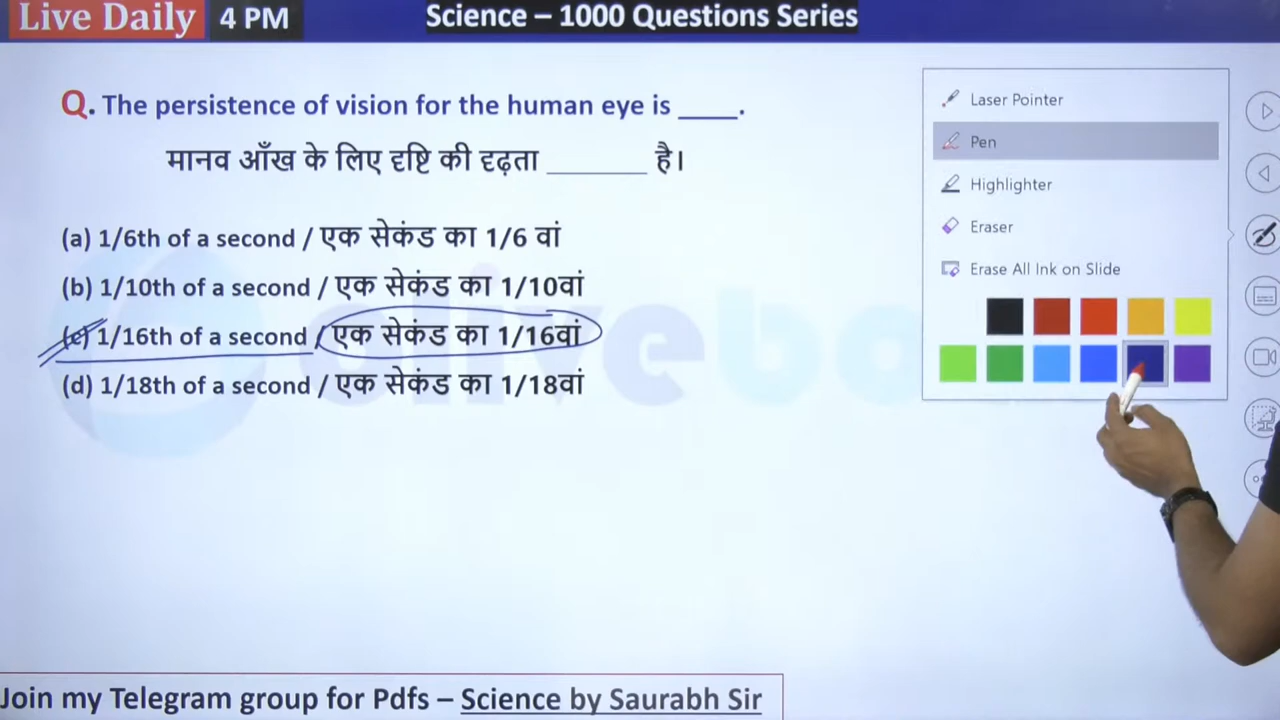 Live Daily 4 PM
Science – 1000 Questions Series
Q. The persistence of vision for the human eye is ____.
मानव आँख के लिए दृष्टि की दृढ़ता _______ है।
(a) 1/6th of a second / एक सेकंड का 1/6 वां
(b) 1/10th of a second / एक सेकंड का 1/10वां
(c) 1/16th of a second / एक सेकंड का 1/16वां
(d) 1/18th of a second / एक सेकंड का 1/18वां
Laser Pointer
Pen
Highlighter
Eraser
Erase All Ink on Slide
Join my Telegram group for Pdfs – Science by Saurabh Sir